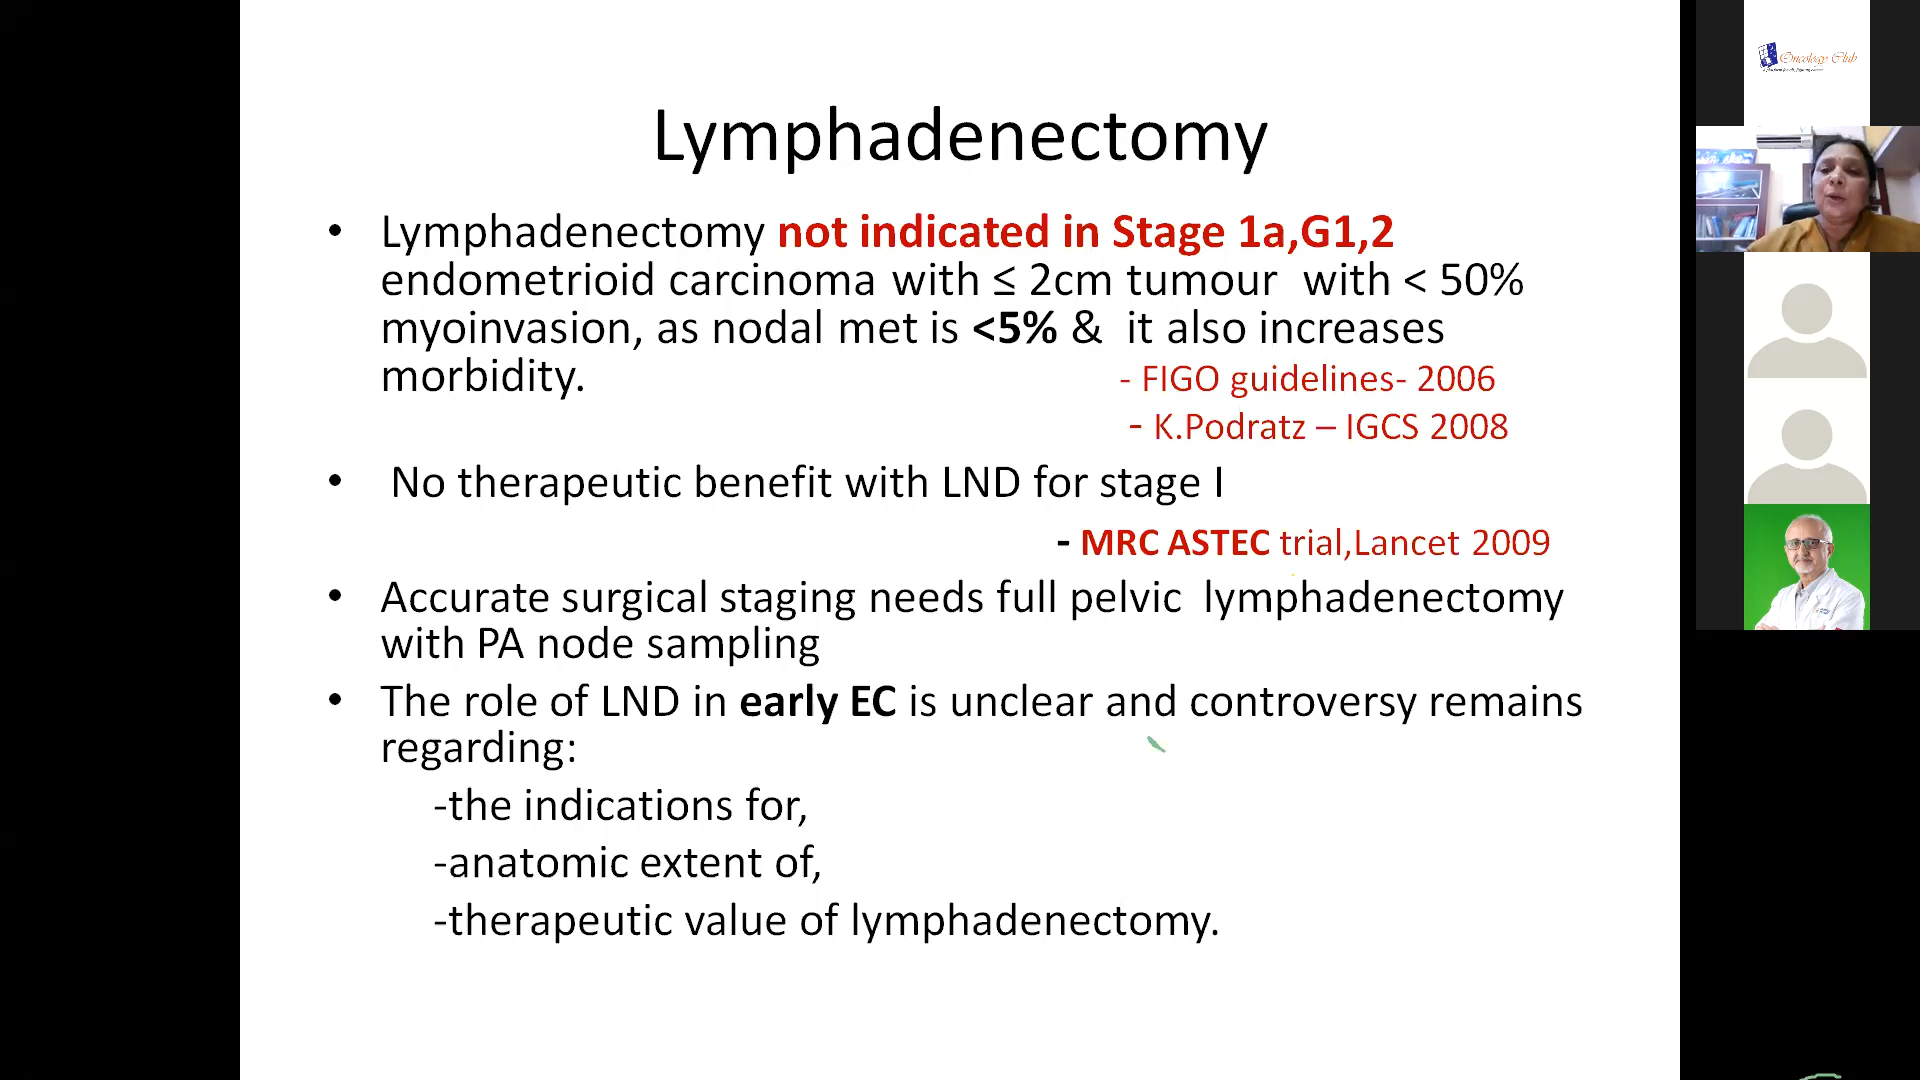 Lymphadenectomy
• Lymphadenectomy not indicated in Stage 1a,G1,2
endometrioid carcinoma with ≤ 2cm tumour with < 50%
myoinvasion, as nodal met is <5% & it also increases
morbidity. - FIGO guidelines- 2006
- K.Podratz – IGCS 2008
• No therapeutic benefit with LND for stage I
- MRC ASTEC trial,Lancet 2009
• Accurate surgical staging needs full pelvic lymphadenectomy
with PA node sampling
• The role of LND in early EC is unclear and controversy remains
regarding:
-the indications for,
-anatomic extent of,
-therapeutic value of lymphadenectomy.
Oncology Club